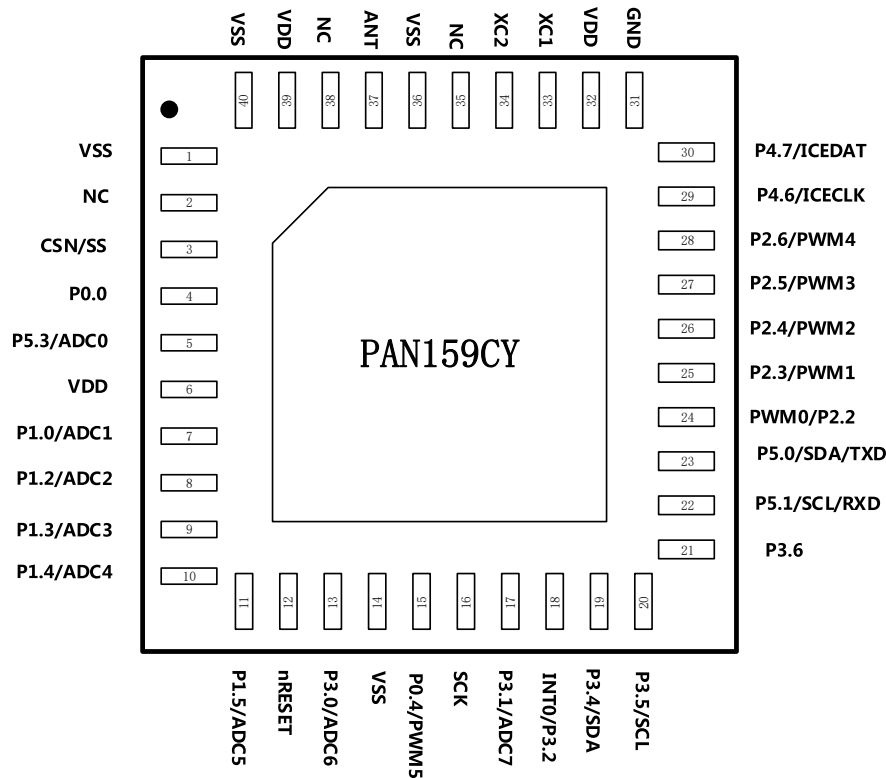 VSS
VDD
NC
ANT
VSS
NC
XC2
XC1
VDD
GND
40
39
38
37
36
35
34
33
32
31
VSS
1
NC
2
CSN/SS
3
P0.0
4
P5.3/ADC0
5
VDD
6
P1.0/ADC1
7
P1.2/ADC2
8
P1.3/ADC3
9
P1.4/ADC4
10
PAN159CY
30
P4.7/ICEDAT
29
P4.6/ICECLK
28
P2.6/PWM4
27
P2.5/PWM3
26
P2.4/PWM2
25
P2.3/PWM1
24
PWM0/P2.2
23
P5.0/SDA/TXD
22
P5.1/SCL/RXD
21
P3.6
11
12
13
14
15
16
17
18
19
20
P1.5/ADC5
nRESET
P3.0/ADC6
VSS
P0.4/PWM5
SCK
P3.1/ADC7
INT0/P3.2
P3.4/SDA
P3.5/SCL